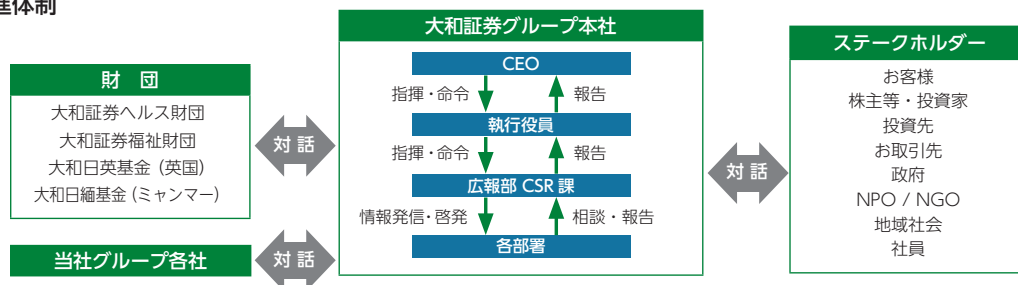 進体制
財　団
大和証券ヘルス財団
大和証券福祉財団
大和日英基金（英国）
大和日緬基金（ミャンマー）
当社グループ各社
対 話
対 話
大和証券グループ本社
CEO
指揮・命令　報告
執行役員
指揮・命令　報告
広報部 CSR 課
情報発信・啓発　相談・報告
各部署
対 話
ステークホルダー
お客様
株主等・投資家
投資先
お取引先
政府
NPO / NGO
地域社会
社員